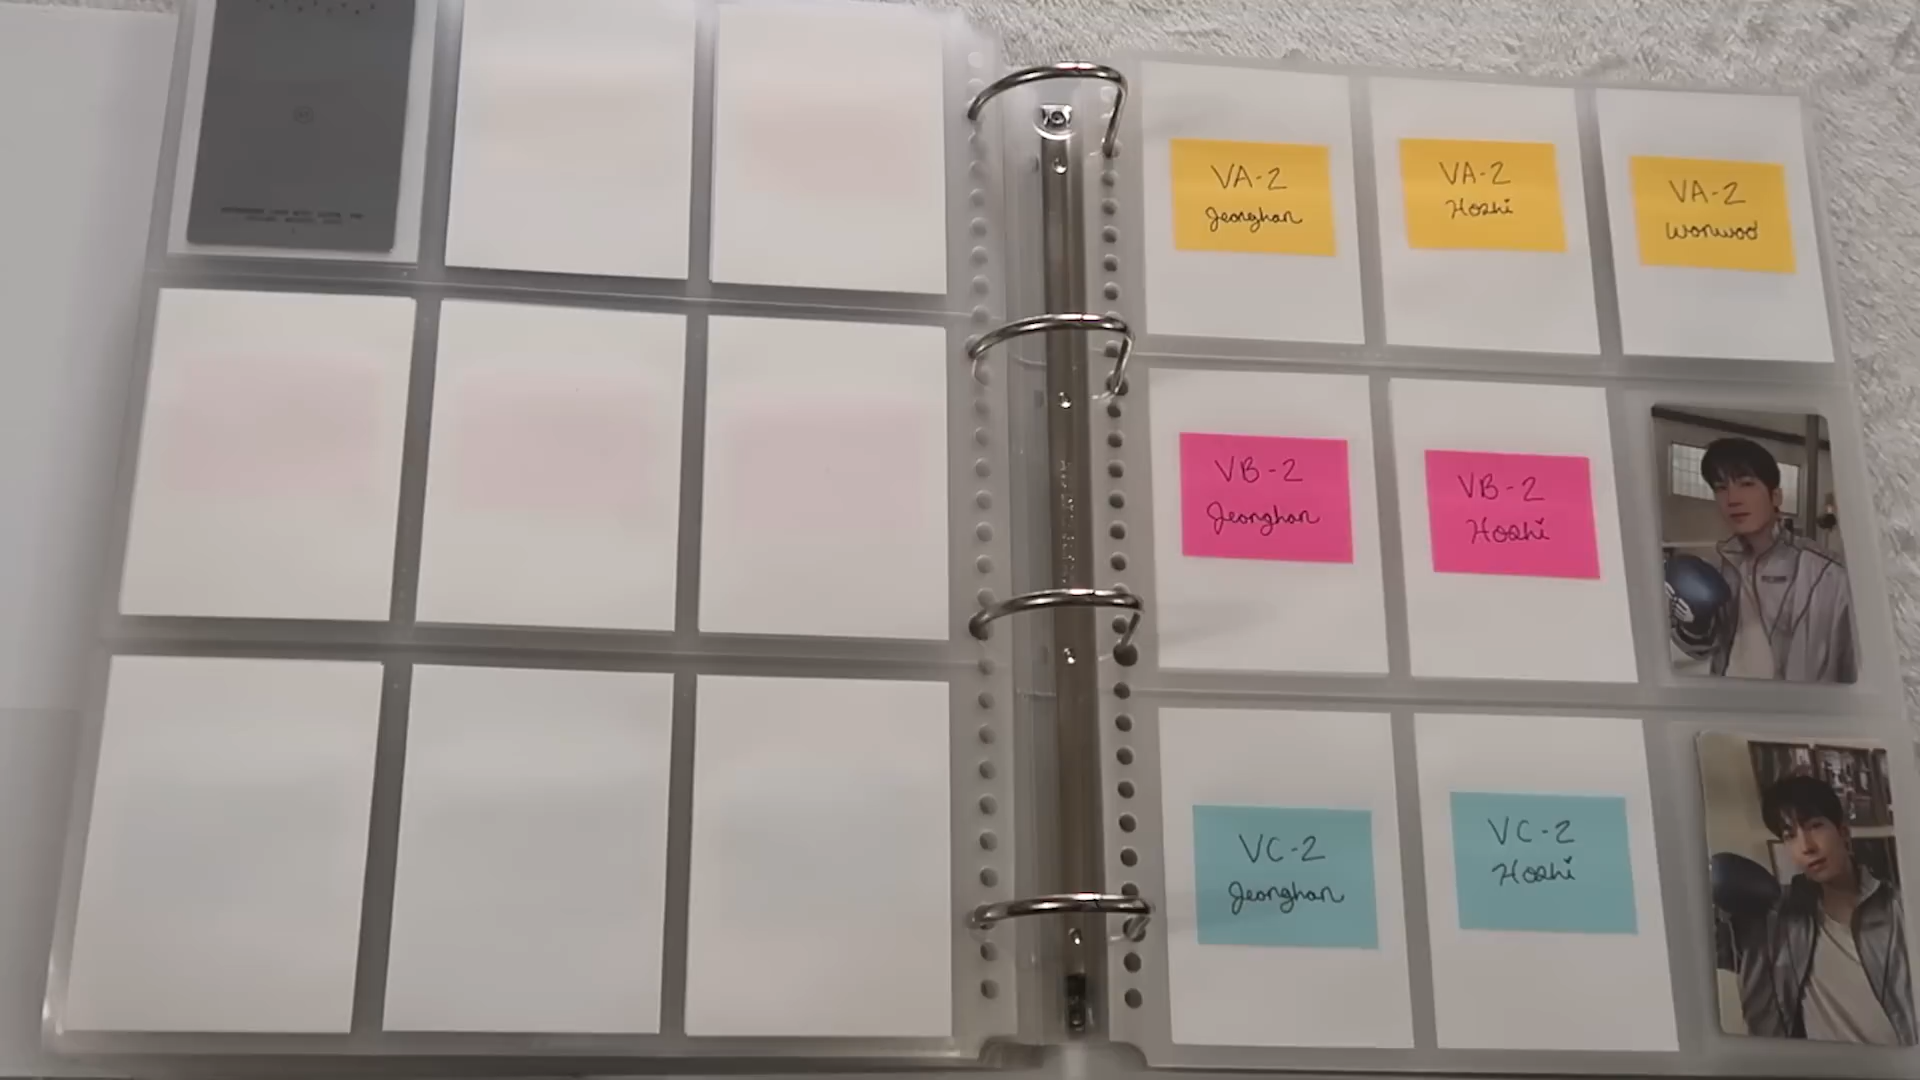 VA-2
Jeonghan
VA-2
Hoshi
VA-2
Wonwoo
VB-2
Jeonghan
VB-2
Hoshi
VC-2
Jeonghan
VC-2
Hoshi